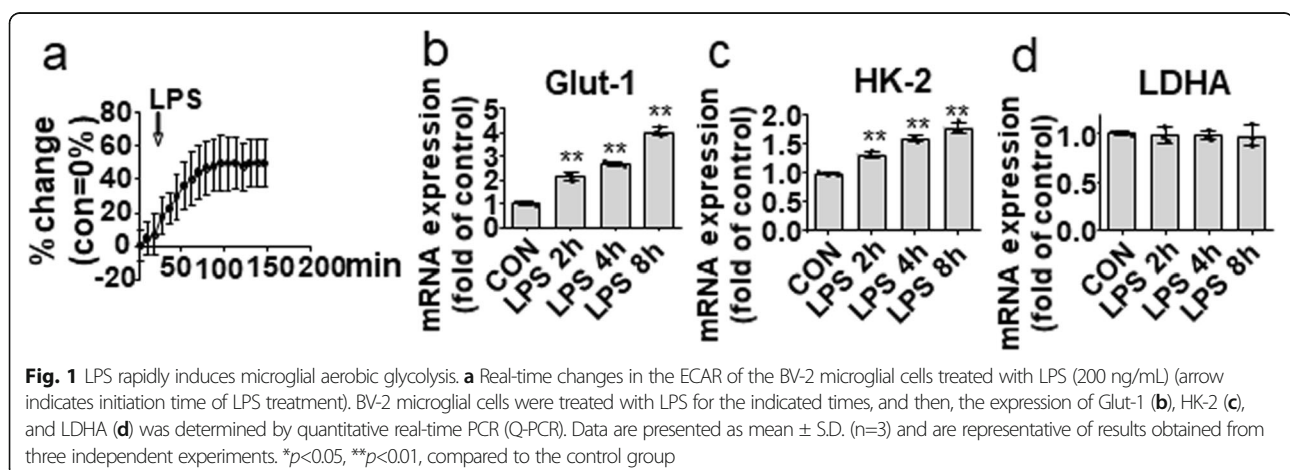 a
LPS
% change
(con=0%)
80
60
40
20
0
-20
50 100 150 200min
b
Glut-1
mRNA expression
(fold of control)
5
4
3
2
1
0
**
**
**
CON
LPS 2h
LPS 4h
LPS 8h
c
HK-2
mRNA expression
(fold of control)
2.0
1.5
1.0
0.5
0.0
**
**
**
CON
LPS 2h
LPS 4h
LPS 8h
d
LDHA
mRNA expression
(fold of control)
1.0
0.5
0.0
CON
LPS 2h
LPS 4h
LPS 8h
Fig. 1 LPS rapidly induces microglial aerobic glycolysis. a Real-time changes in the ECAR of the BV-2 microglial cells treated with LPS (200 ng/mL) (arrow
indicates initiation time of LPS treatment). BV-2 microglial cells were treated with LPS for the indicated times, and then, the expression of Glut-1 (b), HK-2 (c),
and LDHA (d) was determined by quantitative real-time PCR (Q-PCR). Data are presented as mean ± S.D. (n=3) and are representative of results obtained from
three independent experiments. *p<0.05, **p<0.01, compared to the control group